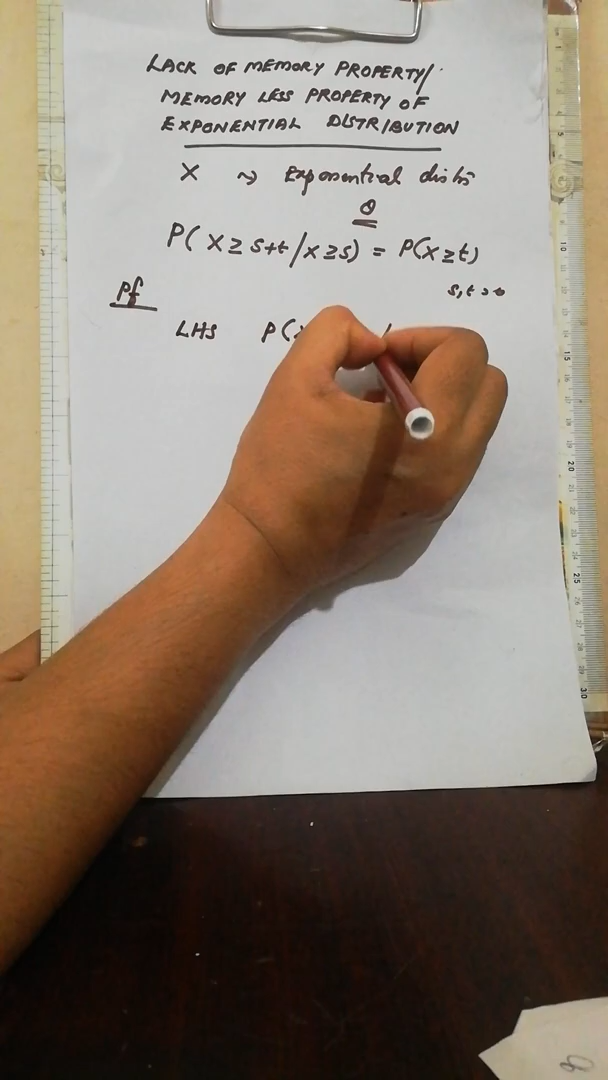 LACK OF MEMORY PROPERTY/
MEMORY LESS PROPERTY OF
EXPONENTIAL DISTRIBUTION
X ~> Exponential distn
θ
P(X ≥ s+t / X ≥ s) = P(X ≥ t)
s, t > 0
Pf
LHS P(